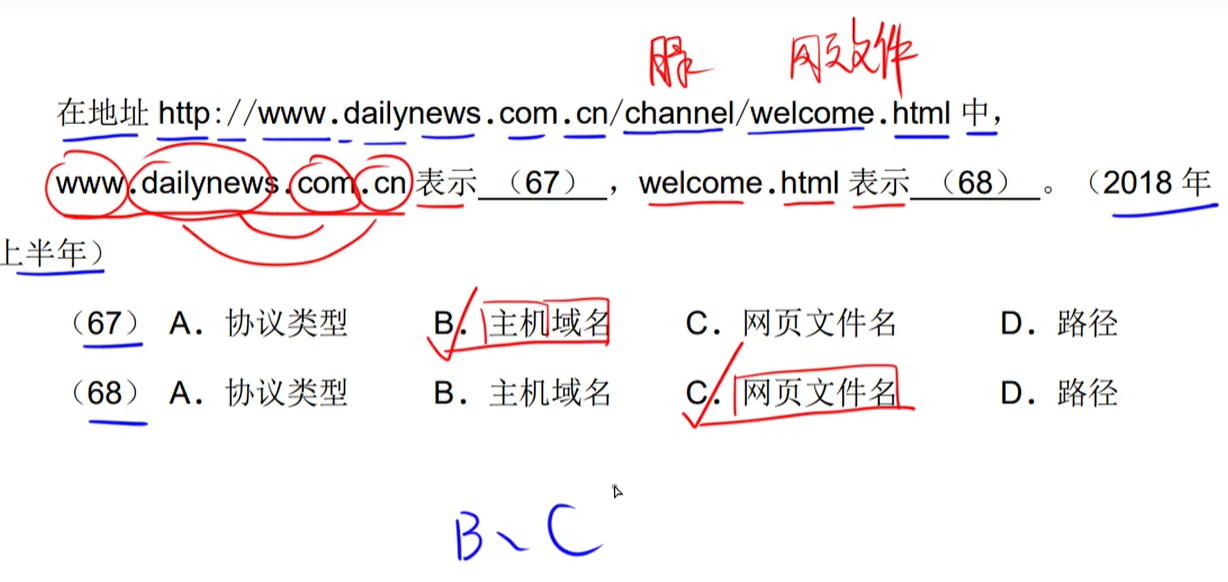 网页文件
在地址 http://www.dailynews.com.cn/channel/welcome.html 中，
www.dailynews.com.cn 表示（67），welcome.html 表示（68）。（2018 年
上半年）
（67） A．协议类型 B．主机域名 C．网页文件名 D．路径
（68） A．协议类型 B．主机域名 C．网页文件名 D．路径
B、C